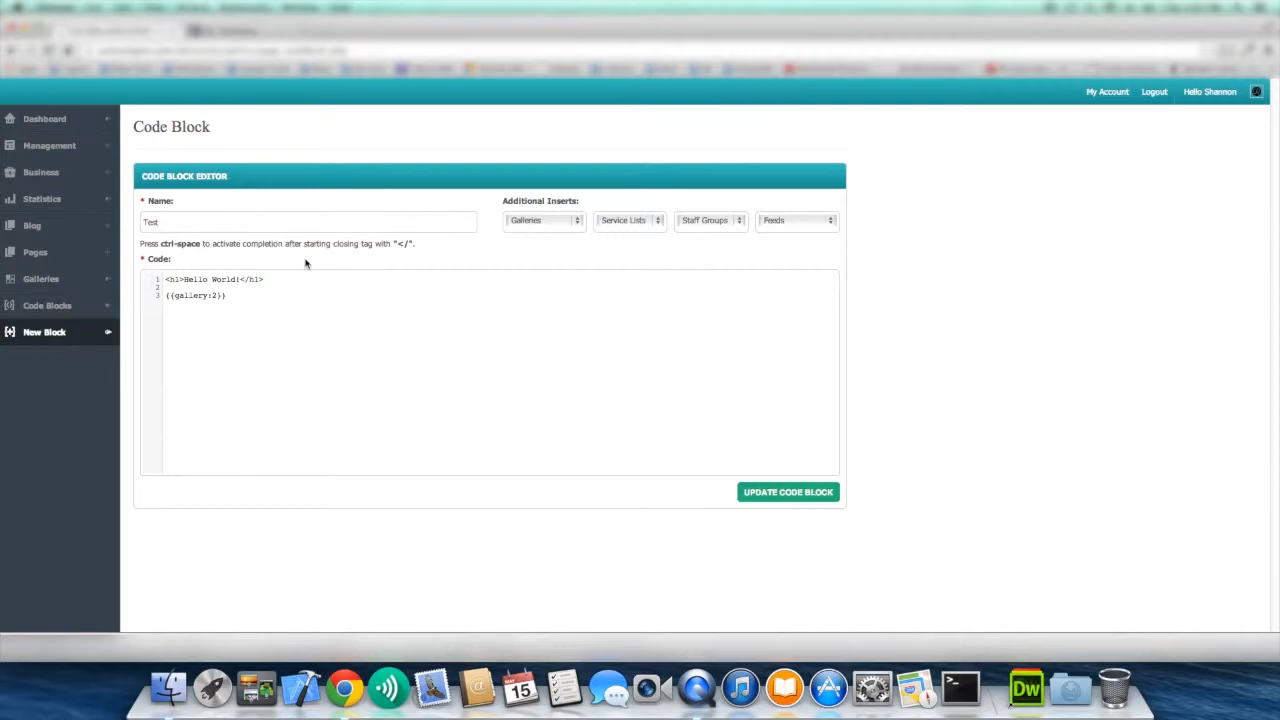 My Account Logout Hello Shannon
Dashboard
Management
Business
Statistics
Blog
Pages
Galleries
Code Blocks
New Block
Code Block
CODE BLOCK EDITOR
* Name:
Test
Additional Inserts:
Galleries Service Lists Staff Groups Feeds
Press ctrl-space to activate completion after starting closing tag with "</".
* Code:
1 <h1>Hello World!</h1>
2
3 {{gallery:2}}
UPDATE CODE BLOCK
MAY
15
Dw